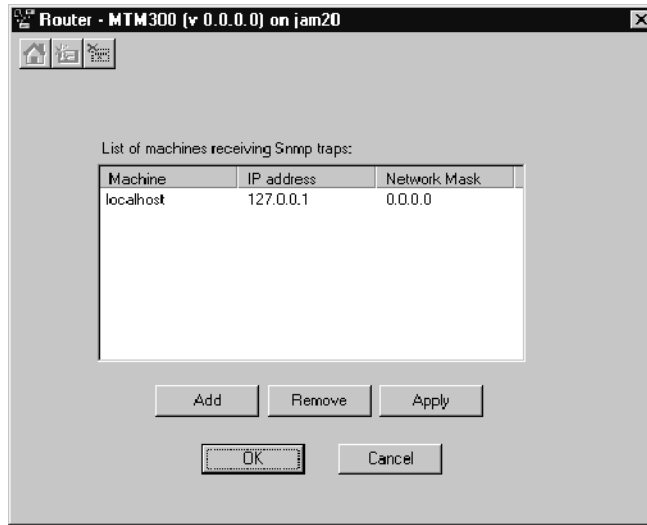 Router - MTM300 (v 0.0.0.0) on jam20
List of machines receiving Snmp traps:
Machine IP address Network Mask
localhost 127.0.0.1 0.0.0.0
Add Remove Apply
OK Cancel